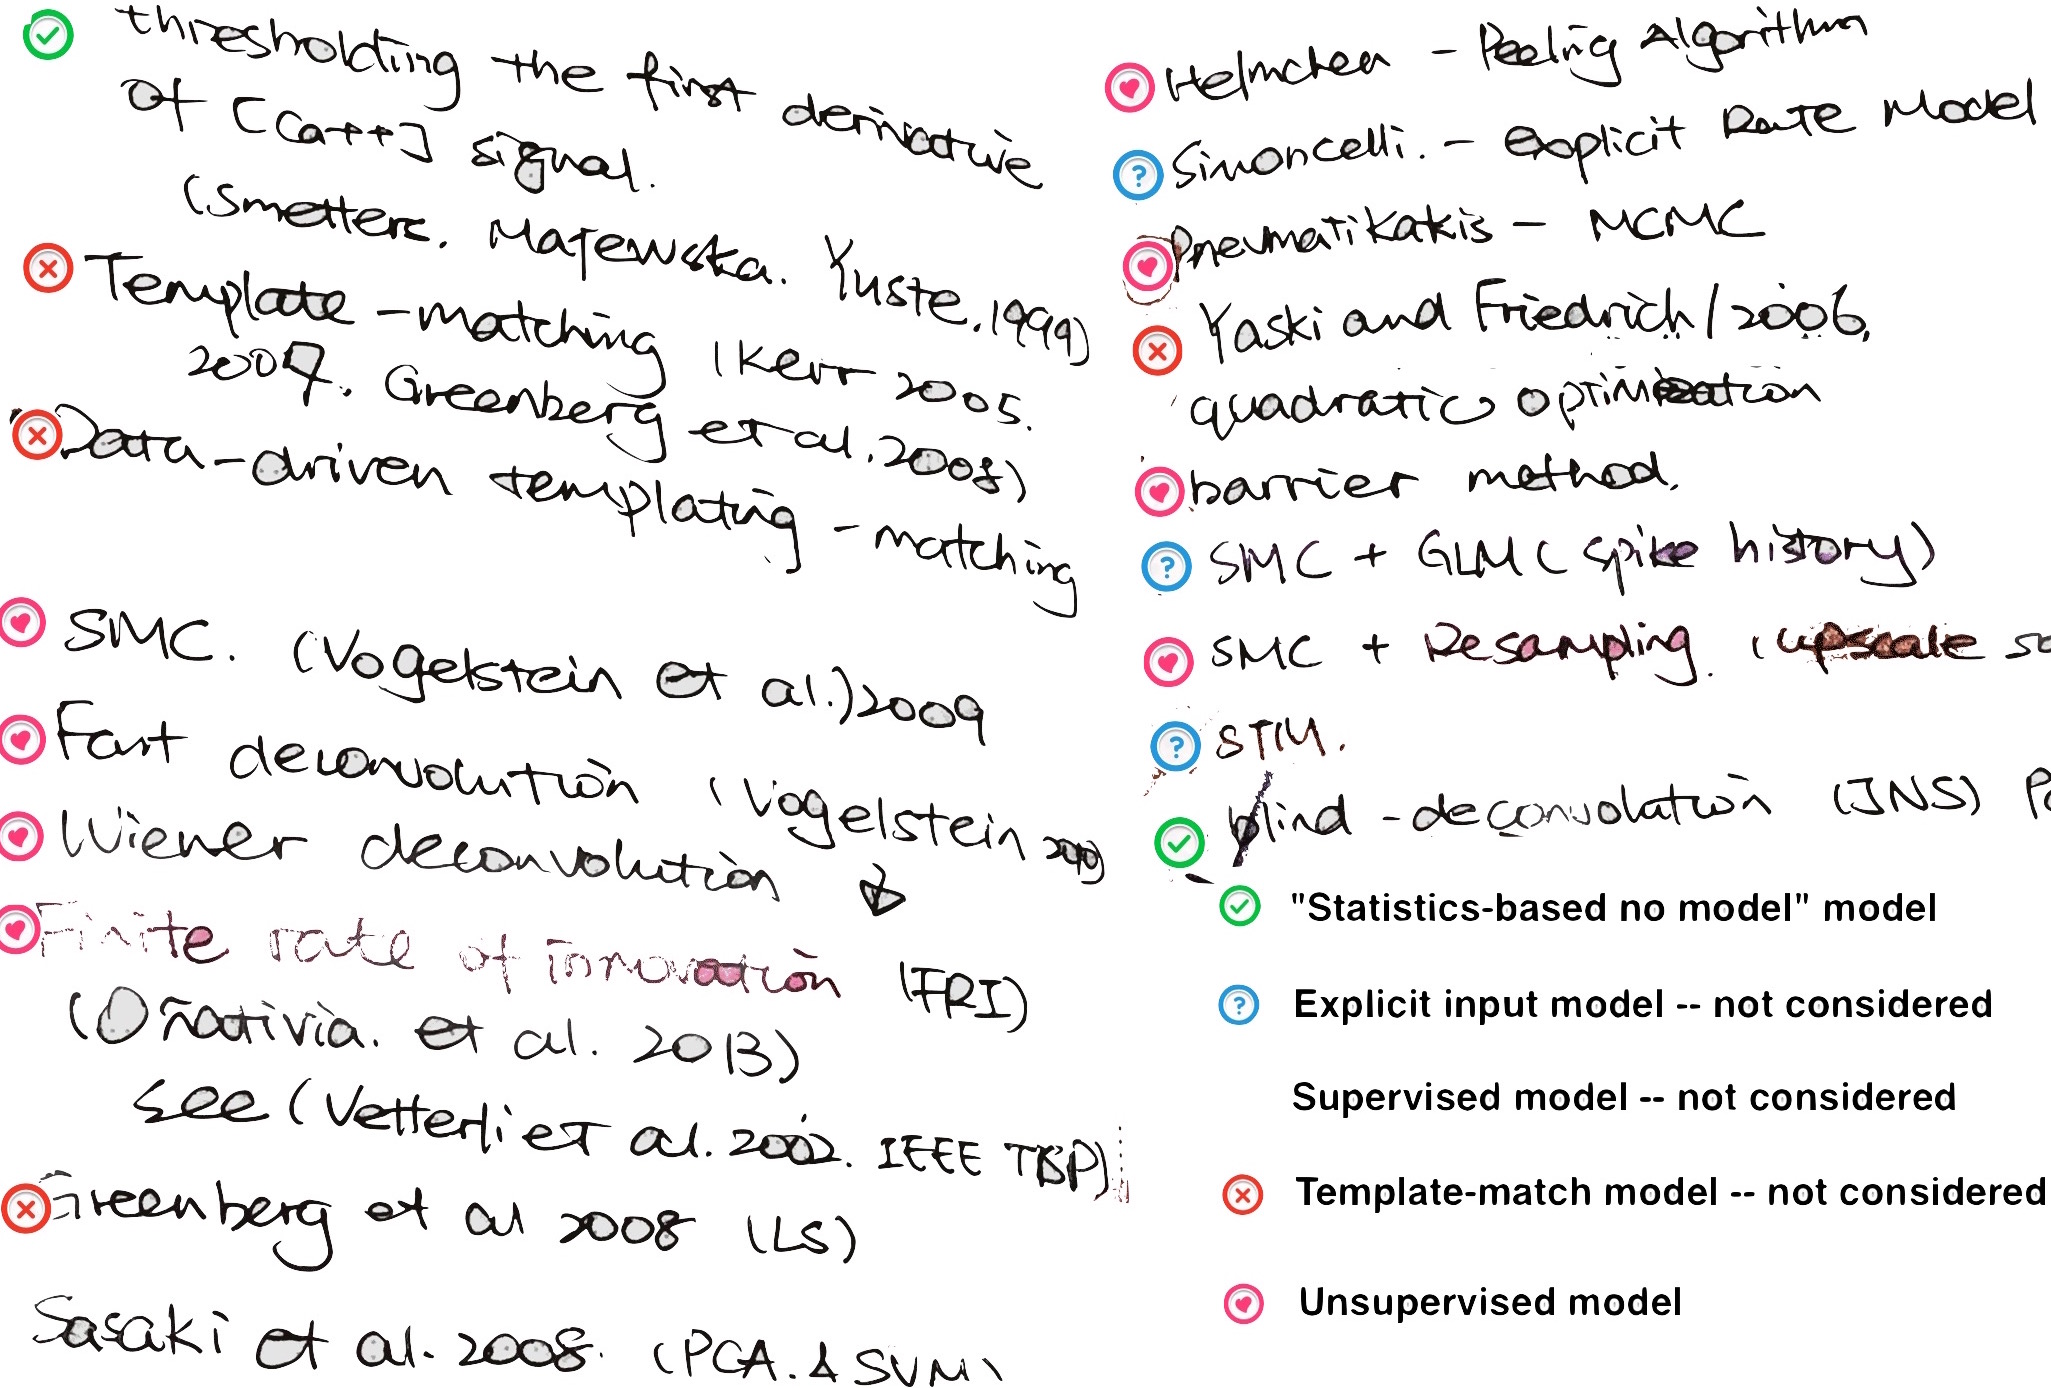 thresholding the first derivative
of [Ca++] signal.
(Smetters. Majewska. Yuste. 1999)
Template-matching (Kerr 2005.
2007. Greenberg et al. 2008)
Data-driven templating-matching
SMC. (Vogelstein et al.) 2009
Fast deconvolution (Vogelstein 2010)
Wiener deconvolution
Finite rate of innovation (FRI)
(Oñativia. et al. 2013)
see (Vetterli et al. 2002. IEEE TSP)
Greenberg et al 2008 (LS)
Sasaki et al. 2008. (PCA. & SVM)
Helmchen - Peeling Algorithm
Simoncelli. - Explicit Rate Model
Pnevmatikakis - MCMC
Yaski and Friedrich / 2006.
quadratic optimization
barrier method.
SMC + GLM (spike history)
SMC + Resampling. (upscale
STM.
blind-deconvolution (JNS)
"Statistics-based no model" model
Explicit input model -- not considered
Supervised model -- not considered
Template-match model -- not considered
Unsupervised model